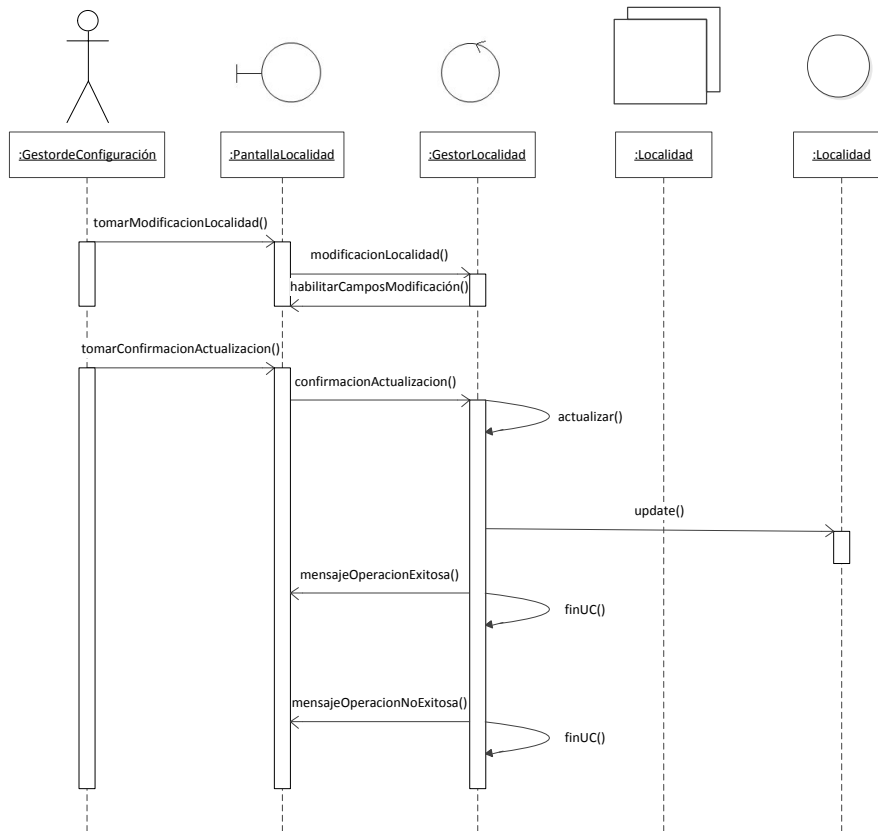 :GestordeConfiguración
:PantallaLocalidad
:GestorLocalidad
:Localidad
:Localidad
tomarModificacionLocalidad()
modificacionLocalidad()
habilitarCamposModificación()
tomarConfirmacionActualizacion()
confirmacionActualizacion()
actualizar()
update()
mensajeOperacionExitosa()
finUC()
mensajeOperacionNoExitosa()
finUC()